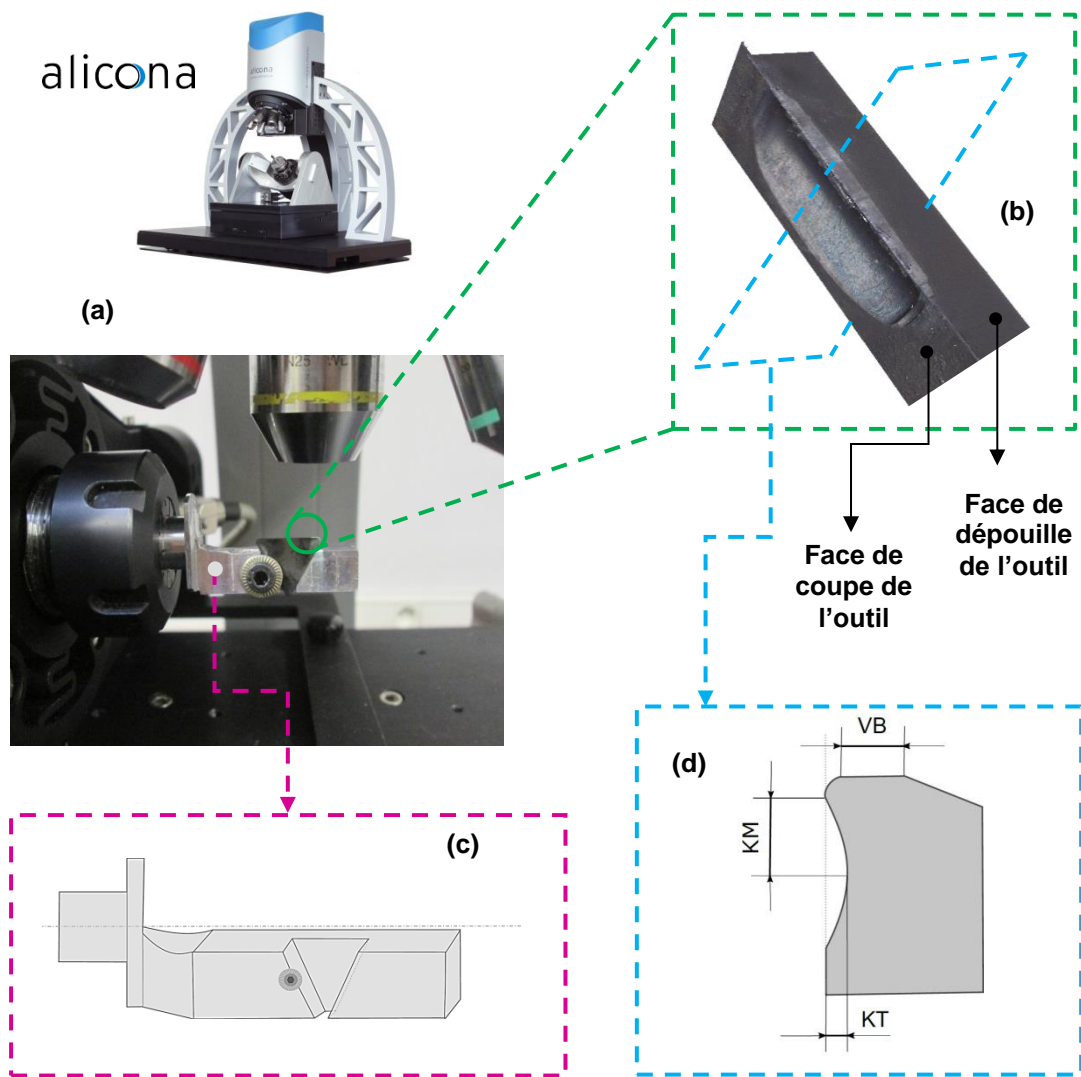 alicona
(a)
(b)
Face de
coupe de
l’outil
Face de
dépouille
de l’outil
(c)
(d)
VB
KM
KT